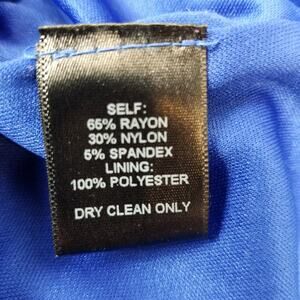 SELF:
65% RAYON
30% NYLON
5% SPANDEX
LINING:
100% POLYESTER
DRY CLEAN ONLY